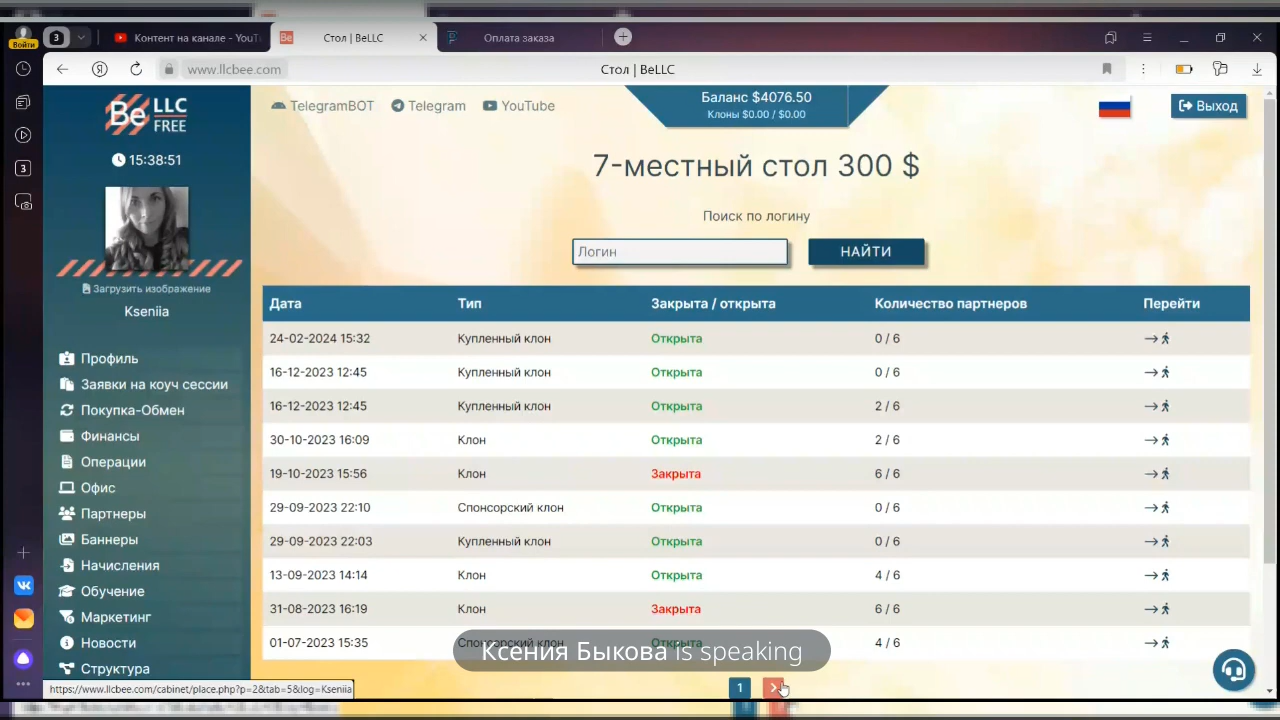 Войти
3
Контент на канале - YouT
Be
Стол | BeLLC
Оплата заказа
www.llcbee.com
Стол | BeLLC
3
Be LLC FREE
15:38:51
Загрузить изображение
Kseniia
Профиль
Заявки на коуч сессии
Покупка-Обмен
Финансы
Операции
Офис
Партнеры
Баннеры
Начисления
Обучение
Маркетинг
Новости
Структура
TelegramBOT Telegram YouTube
Баланс $4076.50
Клоны $0.00 / $0.00
Выход
7-местный стол 300 $
Поиск по логину
Логин
НАЙТИ
Дата Тип Закрыта / открыта Количество партнеров Перейти
24-02-2024 15:32 Купленный клон Открыта 0 / 6
16-12-2023 12:45 Купленный клон Открыта 0 / 6
16-12-2023 12:45 Купленный клон Открыта 2 / 6
30-10-2023 16:09 Клон Открыта 2 / 6
19-10-2023 15:56 Клон Закрыта 6 / 6
29-09-2023 22:10 Спонсорский клон Открыта 0 / 6
29-09-2023 22:03 Купленный клон Открыта 0 / 6
13-09-2023 14:14 Клон Открыта 4 / 6
31-08-2023 16:19 Клон Закрыта 6 / 6
01-07-2023 15:35 Спонсорский клон Открыта 4 / 6
Ксения Быкова is speaking
1
https://www.llcbee.com/cabinet/place.php?p=2&tab=5&log=Kseniia